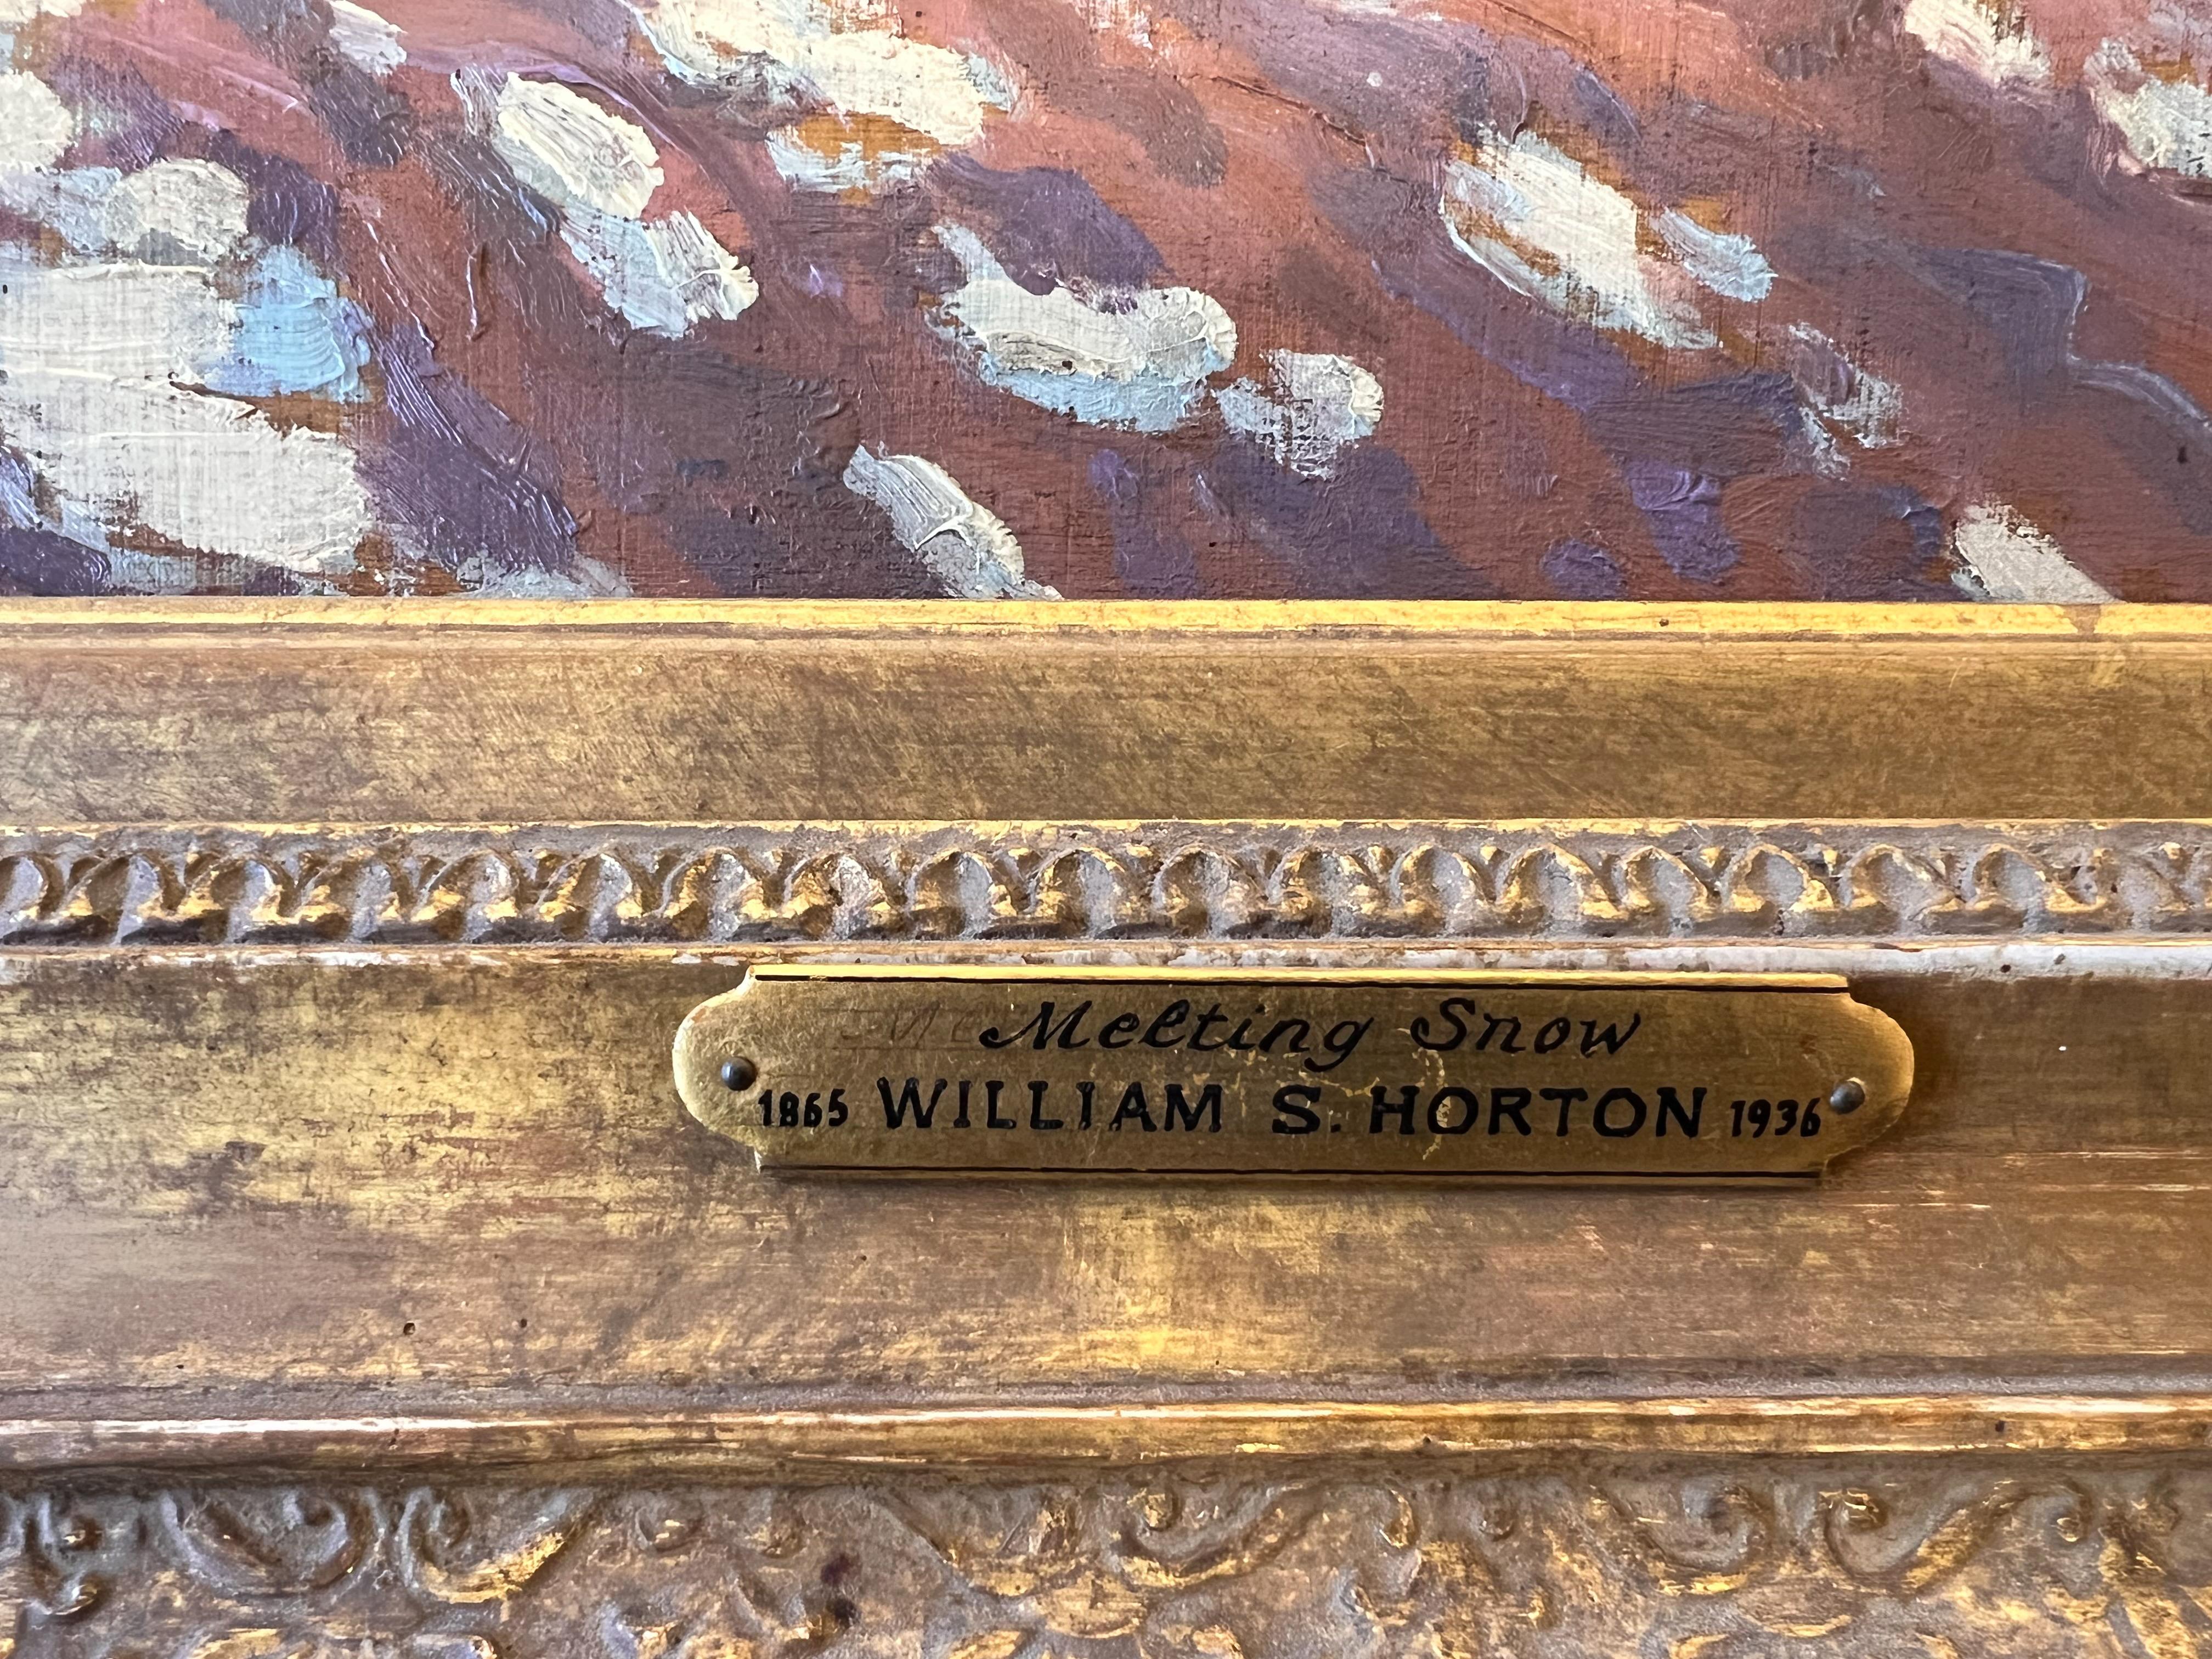 Melting Snow
1865 WILLIAM S. HORTON 1936